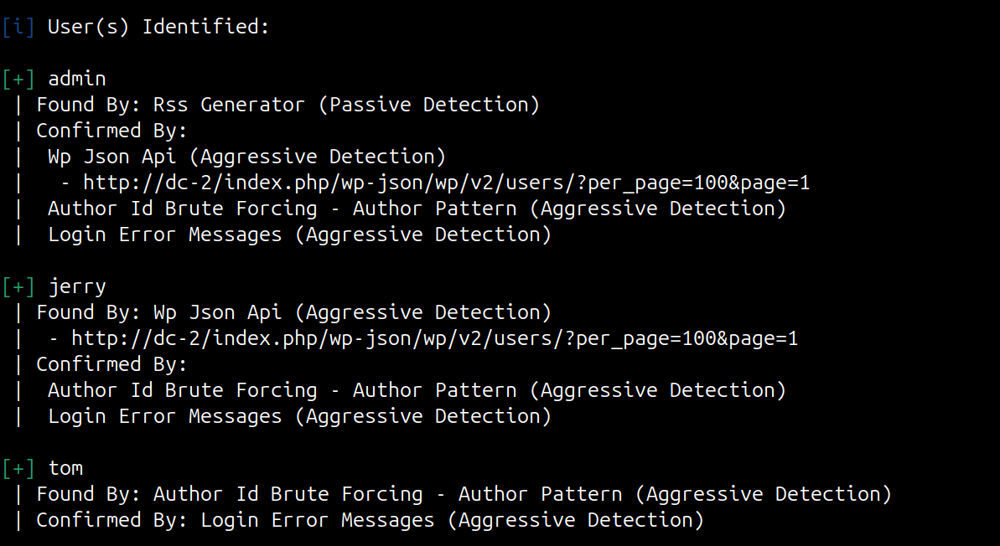 [i] User(s) Identified:
[+] admin
| Found By: Rss Generator (Passive Detection)
| Confirmed By:
|  Wp Json Api (Aggressive Detection)
|   - http://dc-2/index.php/wp-json/wp/v2/users/?per_page=100&page=1
|  Author Id Brute Forcing - Author Pattern (Aggressive Detection)
|  Login Error Messages (Aggressive Detection)
[+] jerry
| Found By: Wp Json Api (Aggressive Detection)
|  - http://dc-2/index.php/wp-json/wp/v2/users/?per_page=100&page=1
| Confirmed By:
|  Author Id Brute Forcing - Author Pattern (Aggressive Detection)
|  Login Error Messages (Aggressive Detection)
[+] tom
| Found By: Author Id Brute Forcing - Author Pattern (Aggressive Detection)
| Confirmed By: Login Error Messages (Aggressive Detection)